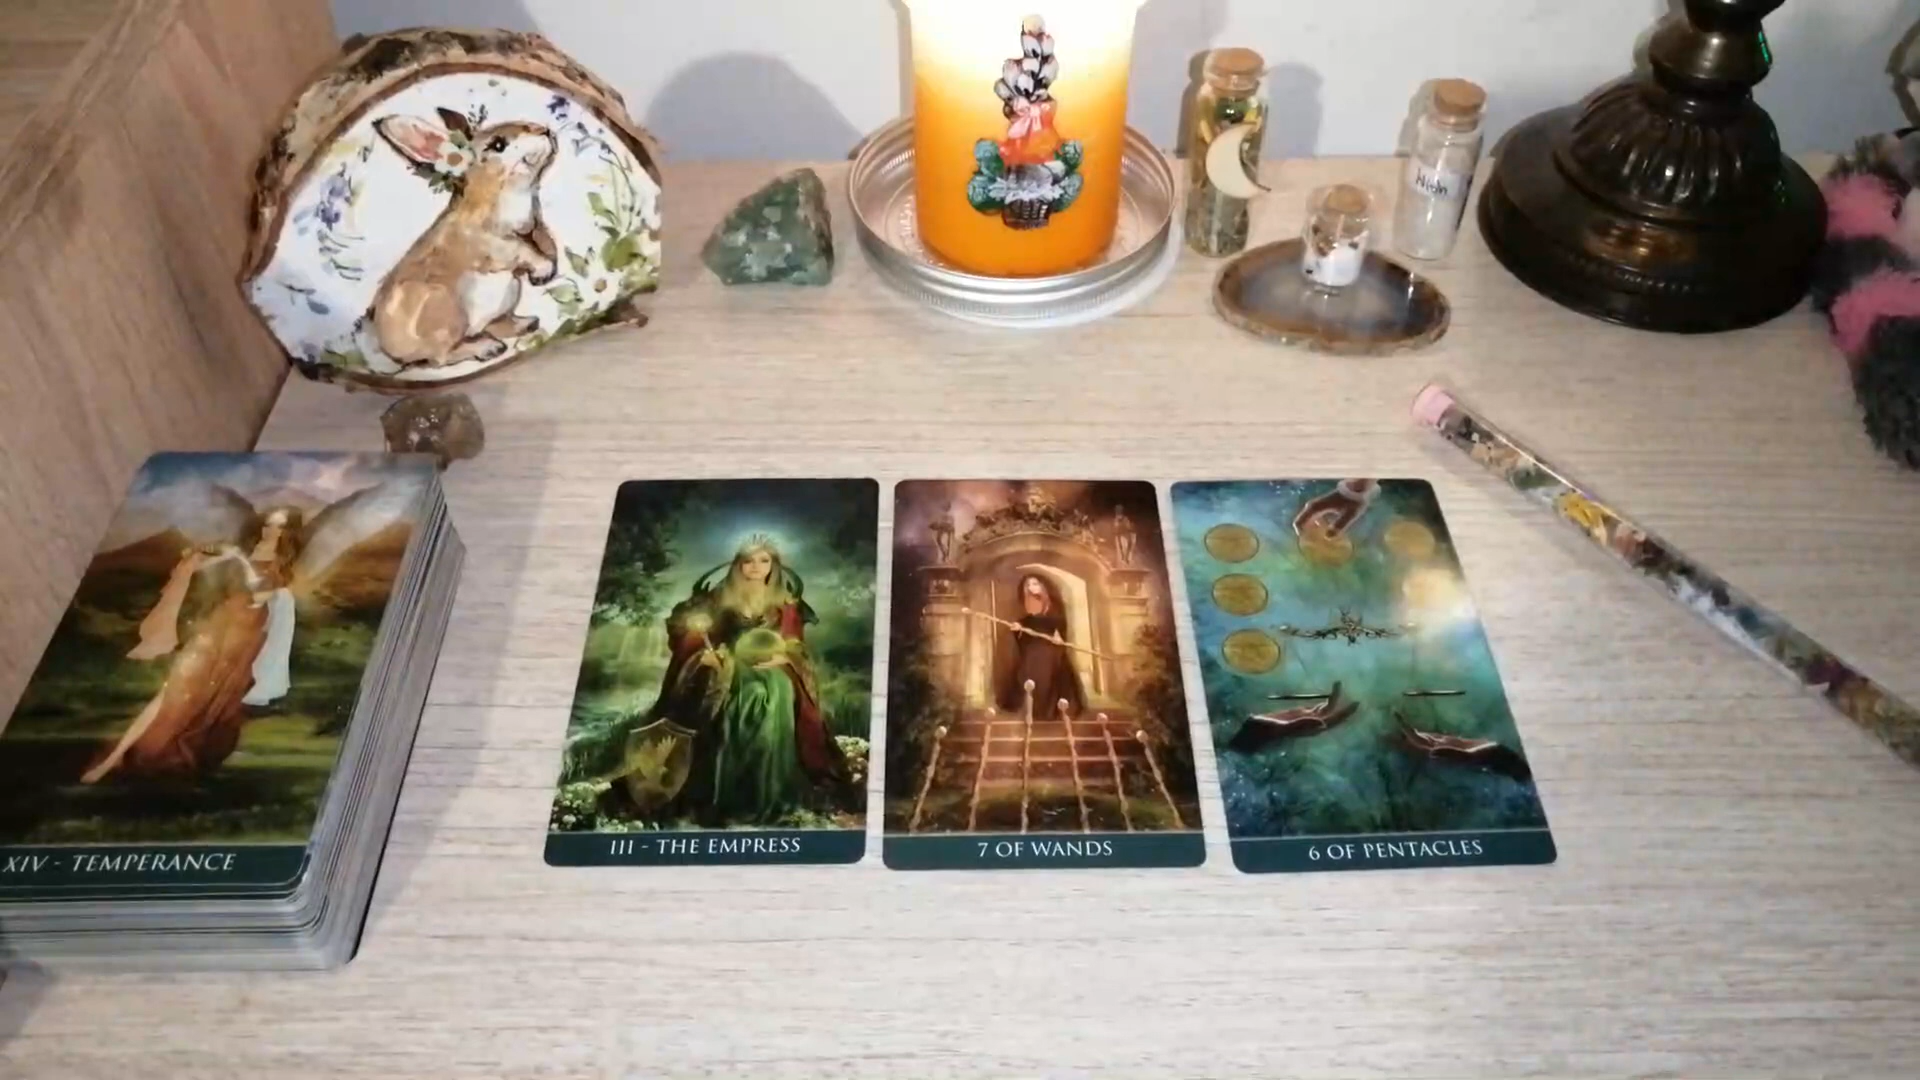 XIV - TEMPERANCE
III - THE EMPRESS
7 OF WANDS
6 OF PENTACLES